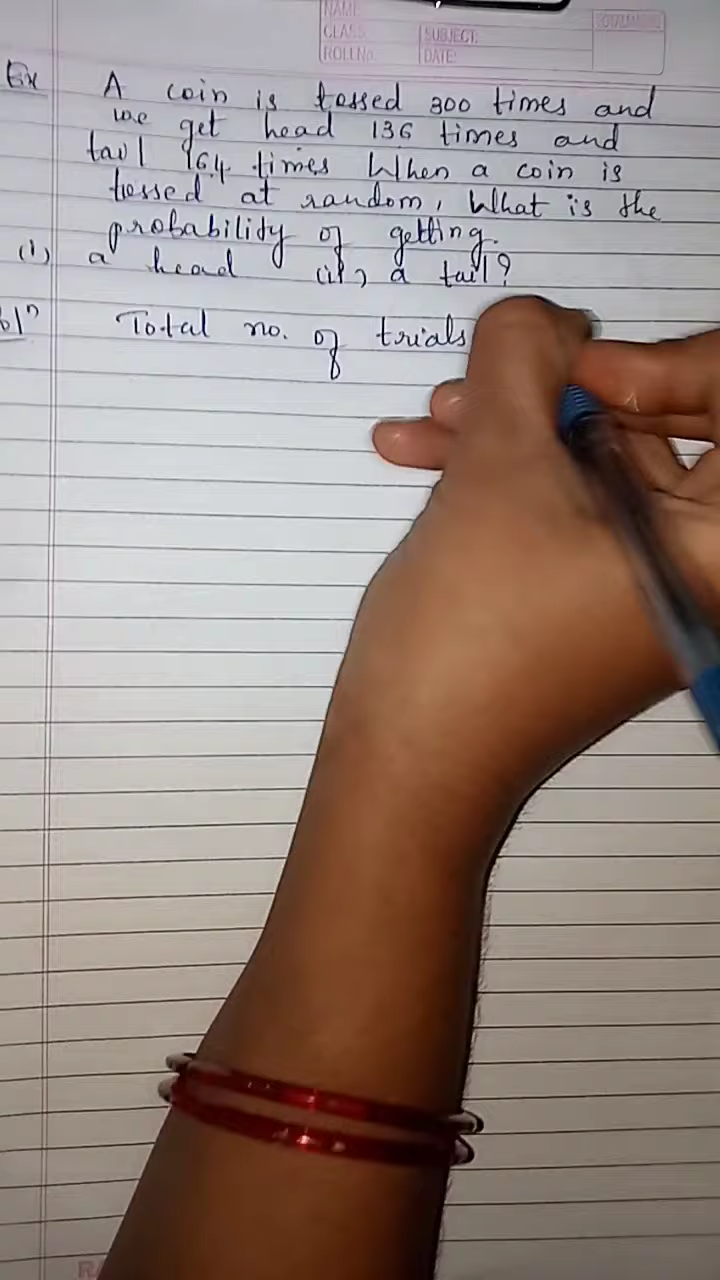 NAME:
CLASS: SUBJECT:
ROLL No. DATE:
Ex A coin is tossed 300 times and
we get head 136 times and
tail 164 times When a coin is
tossed at random, What is the
probability of getting.
(i) a head (ii) a tail?
Total no. of trials